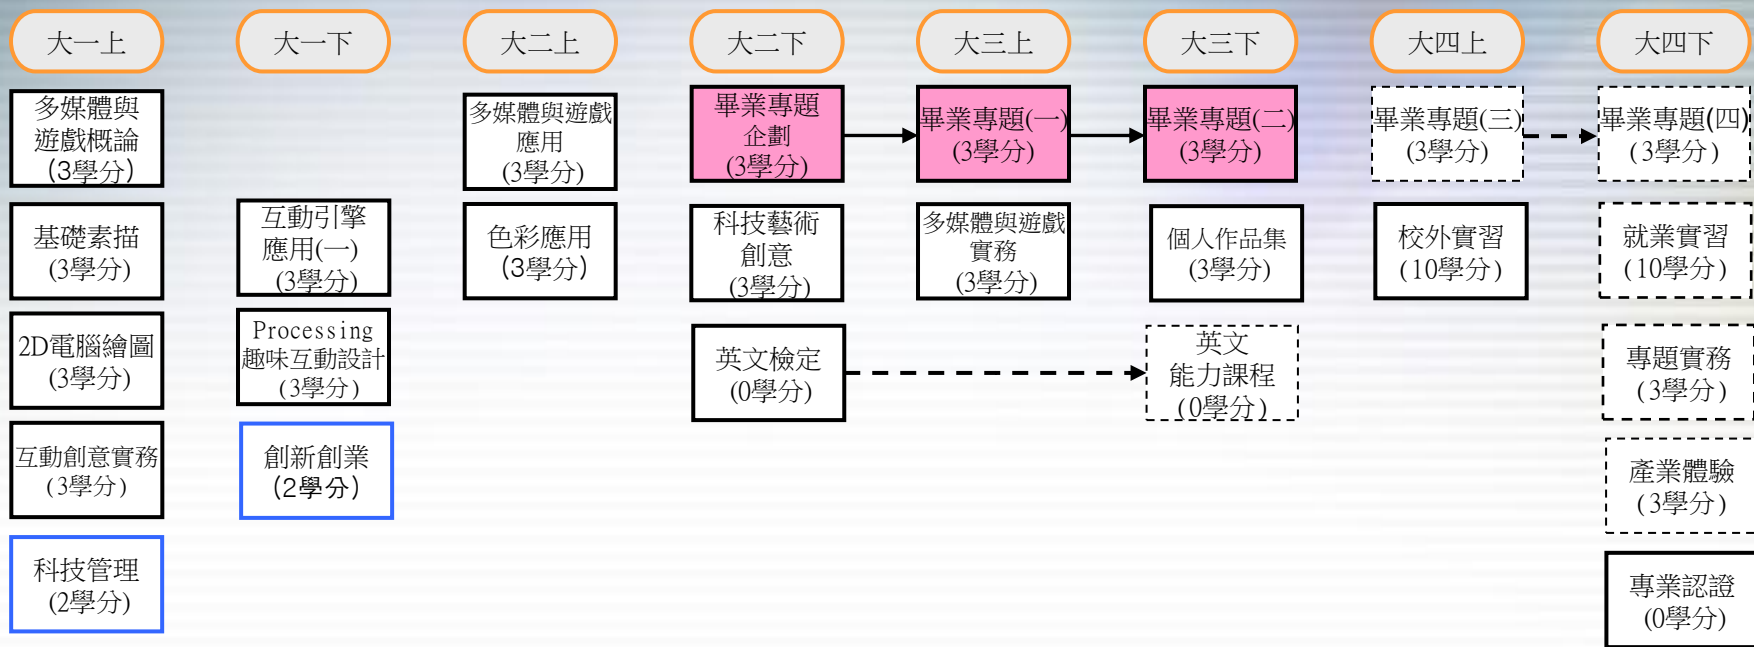 大一上
大一下
大二上
大二下
大三上
大三下
大四上
大四下
多媒體與
遊戲概論
(3學分)
多媒體與遊戲
應用
(3學分)
畢業專題
企劃
(3學分)
畢業專題(一)
(3學分)
畢業專題(二)
(3學分)
畢業專題(三)
(3學分)
畢業專題(四)
(3學分)
基礎素描
(3學分)
互動引擎
應用(一)
(3學分)
色彩應用
(3學分)
科技藝術
創意
(3學分)
多媒體與遊戲
實務
(3學分)
個人作品集
(3學分)
校外實習
(10學分)
就業實習
(10學分)
2D電腦繪圖
(3學分)
Processing
趣味互動設計
(3學分)
英文檢定
(0學分)
英文
能力課程
(0學分)
專題實務
(3學分)
互動創意實務
(3學分)
創新創業
(2學分)
產業體驗
(3學分)
科技管理
(2學分)
專業認證
(0學分)